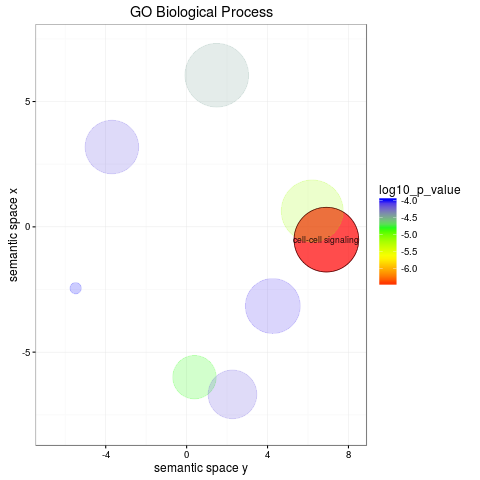 GO Biological Process
5
0
-5
-4
0
4
8
semantic space x
semantic space y
cell-cell signaling
log10_p_value
-4.0
-4.5
-5.0
-5.5
-6.0